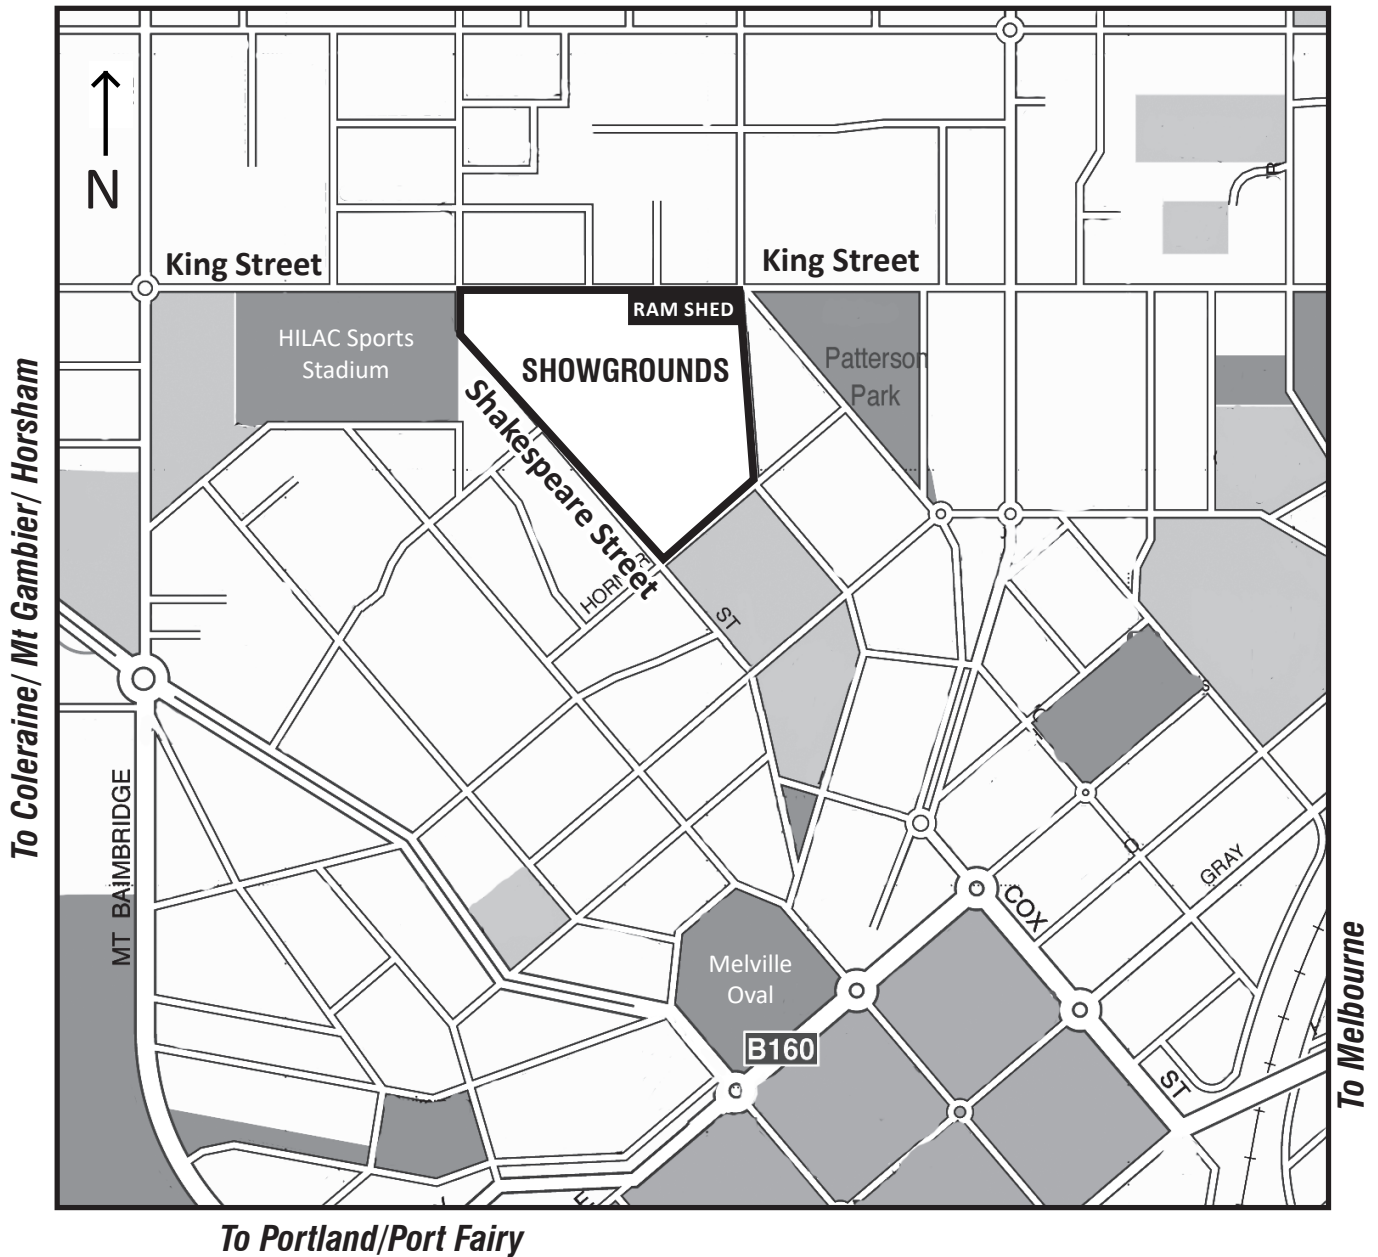 N
King Street
King Street
RAM SHED
HILAC Sports
Stadium
SHOWGROUNDS
Patterson
Park
Shakespeare Street
ST
To Coleraine/ Mt Gambier/ Horsham
MT BAIMBRIDGE
GRAY
COX
Melville
Oval
B160
ST
To Melbourne
To Portland/Port Fairy